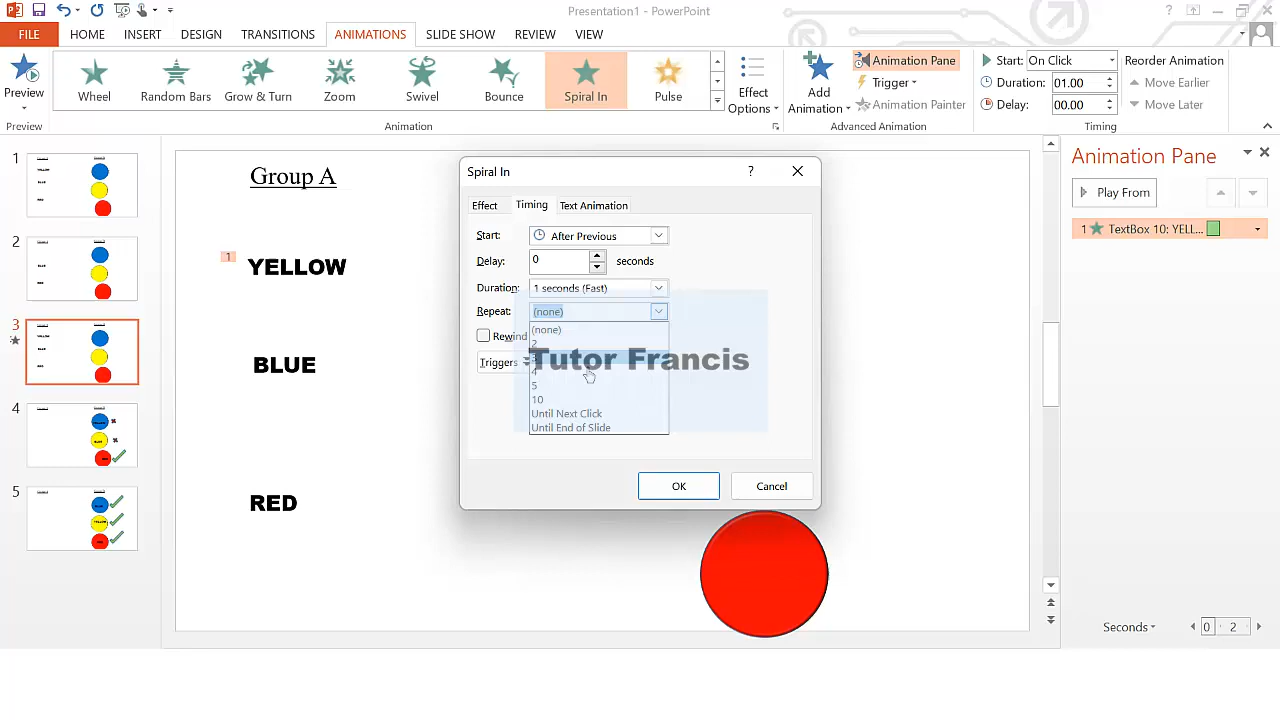 Presentation1 - PowerPoint
FILE
HOME
INSERT
DESIGN
TRANSITIONS
ANIMATIONS
SLIDE SHOW
REVIEW
VIEW
Preview
Wheel
Random Bars
Grow & Turn
Zoom
Swivel
Bounce
Spiral In
Pulse
Effect
Options
Add
Animation
Animation Pane
Trigger
Animation Painter
Start: On Click
Duration: 01.00
Delay: 00.00
Reorder Animation
Move Earlier
Move Later
Preview
Animation
Advanced Animation
Timing
1
2
3
4
5
Group A
1
YELLOW
BLUE
RED
Spiral In
?
Effect
Timing
Text Animation
Start: After Previous
Delay: 0 seconds
Duration: 1 seconds (Fast)
Repeat: (none)
(none)
2
3
4
5
10
Until Next Click
Until End of Slide
Rewind
Triggers
Tutor Francis
OK
Cancel
Animation Pane
Play From
1 TextBox 10: YELL...
Seconds
0 2